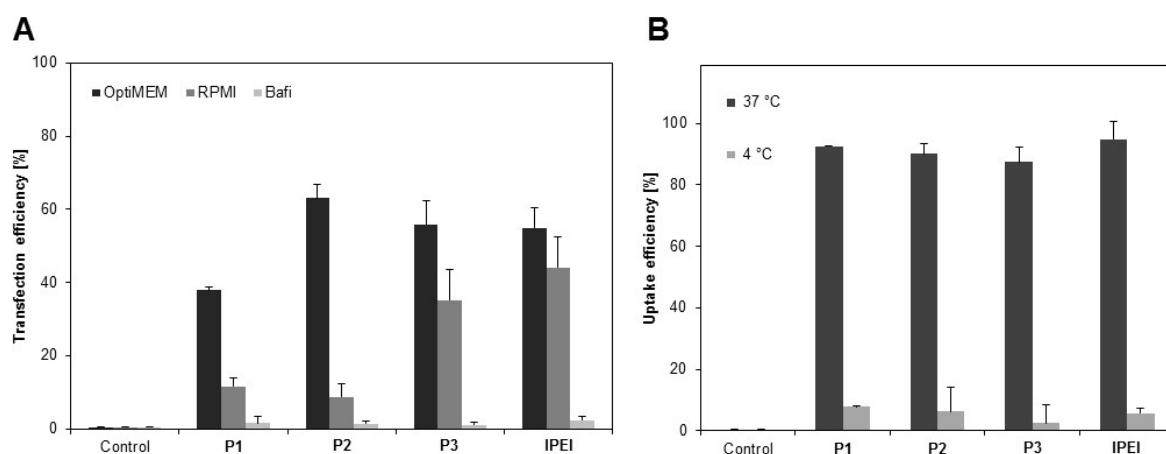 A
Transfection efficiency [%]
100
80
60
40
20
0
OptiMEM RPMI Bafi
Control P1 P2 P3 lPEI
B
Uptake efficiency [%]
100
80
60
40
20
0
37 °C
4 °C
Control P1 P2 P3 lPEI